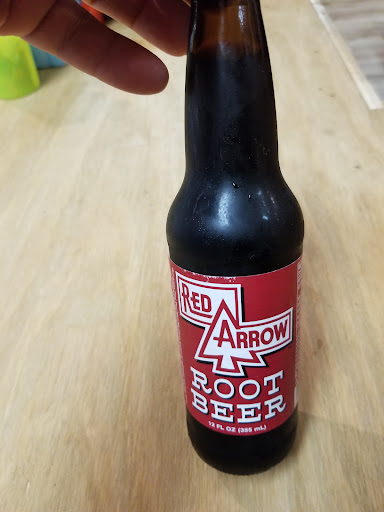 RED
ARROW
ROOT
BEER
12 FL OZ (355 mL)